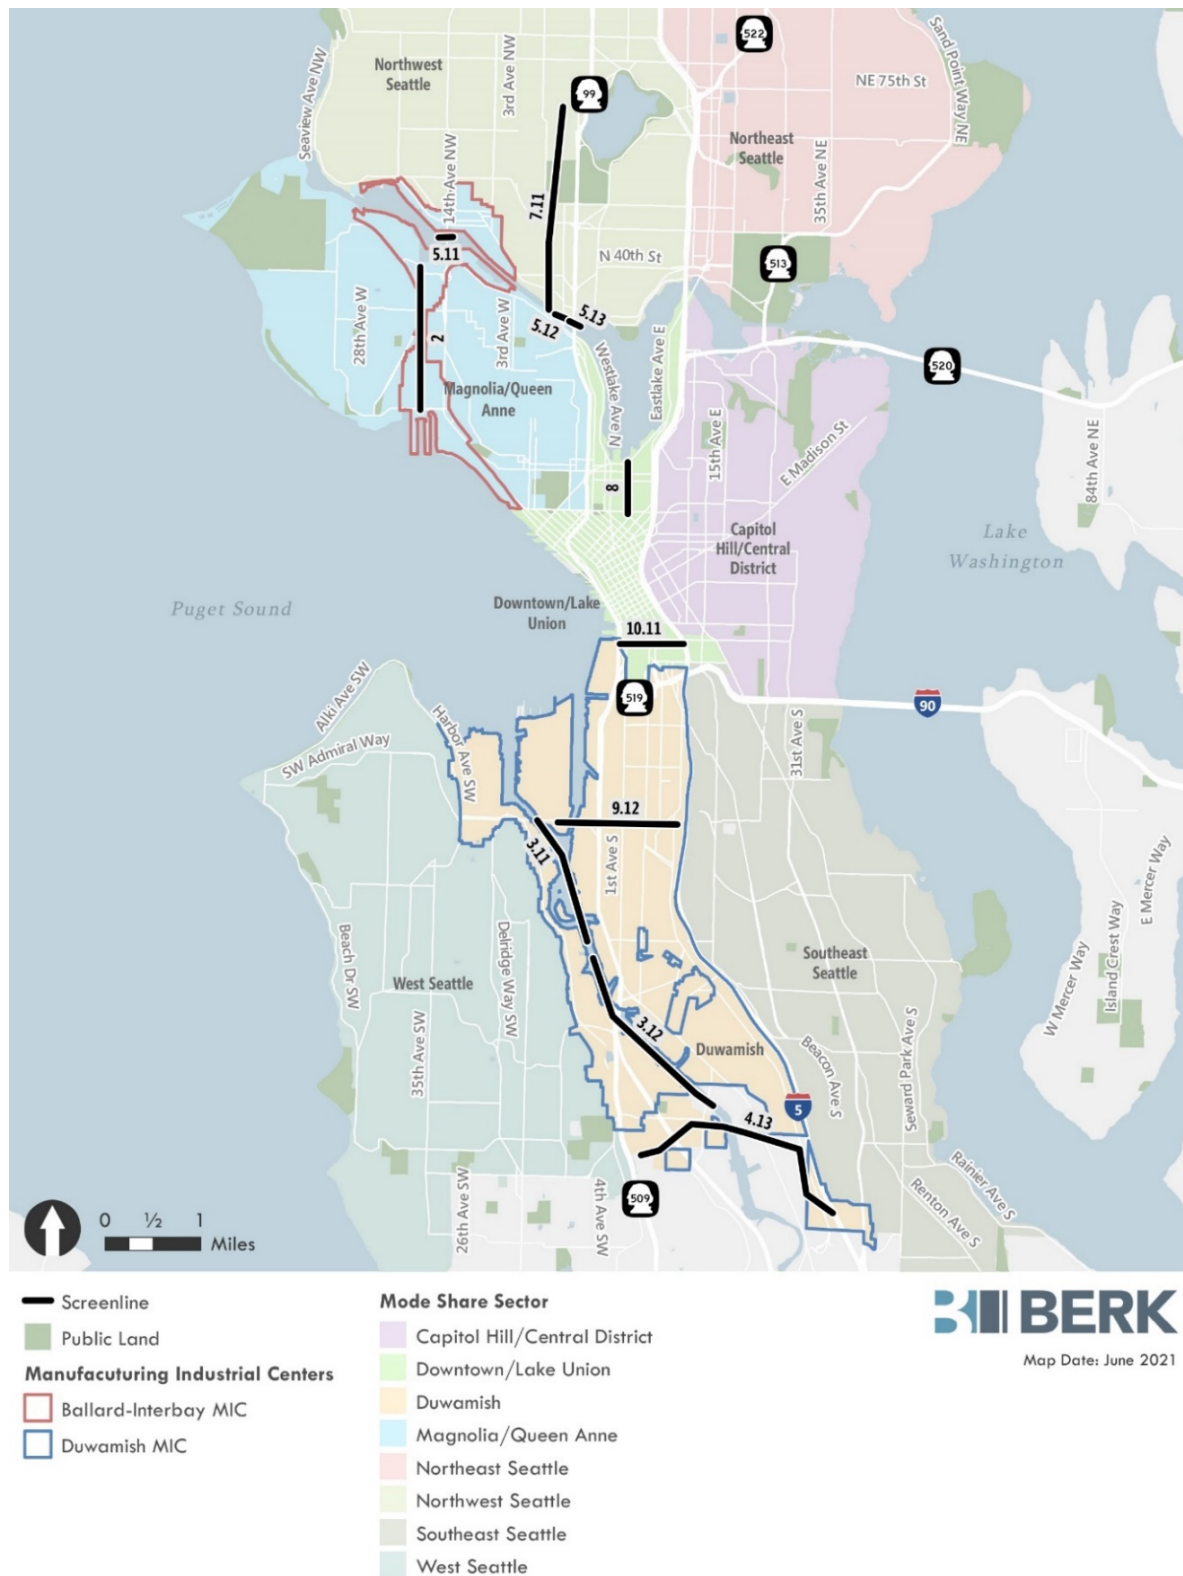 522
Northwest
Seattle
3rd Ave NW
99
Sand Point Way NE
NE 75th St
Seaview Ave NW
Northeast
Seattle
35th Ave NE
14th Ave NW
7.11
5.11
N 40th St
513
28th Ave W
2
3rd Ave W
5.12
5.13
Westlake Ave N
Eastlake Ave E
520
Magnolia/Queen
Anne
15th Ave E
E Madison St
84th Ave NE
8
Capitol
Hill/Central
District
Lake
Washington
Puget Sound
Downtown/Lake
Union
10.11
Alki Ave SW
519
90
Harbor Ave SW
SW Admiral Way
31st Ave S
9.12
3.11
1st Ave S
E Mercer Way
Island Crest Way
W Mercer Way
Beach Dr SW
West Seattle
Delridge Way SW
35th Ave SW
Southeast
Seattle
3.12
Duwamish
Beacon Ave S
Seward Park Ave S
5
4.13
Rainier Ave S
Renton Ave S
26th Ave SW
4th Ave SW
509
0 ½ 1
Miles
Screenline
Public Land
Manufacuturing Industrial Centers
Ballard-Interbay MIC
Duwamish MIC
Mode Share Sector
Capitol Hill/Central District
Downtown/Lake Union
Duwamish
Magnolia/Queen Anne
Northeast Seattle
Northwest Seattle
Southeast Seattle
West Seattle
BERK
Map Date: June 2021